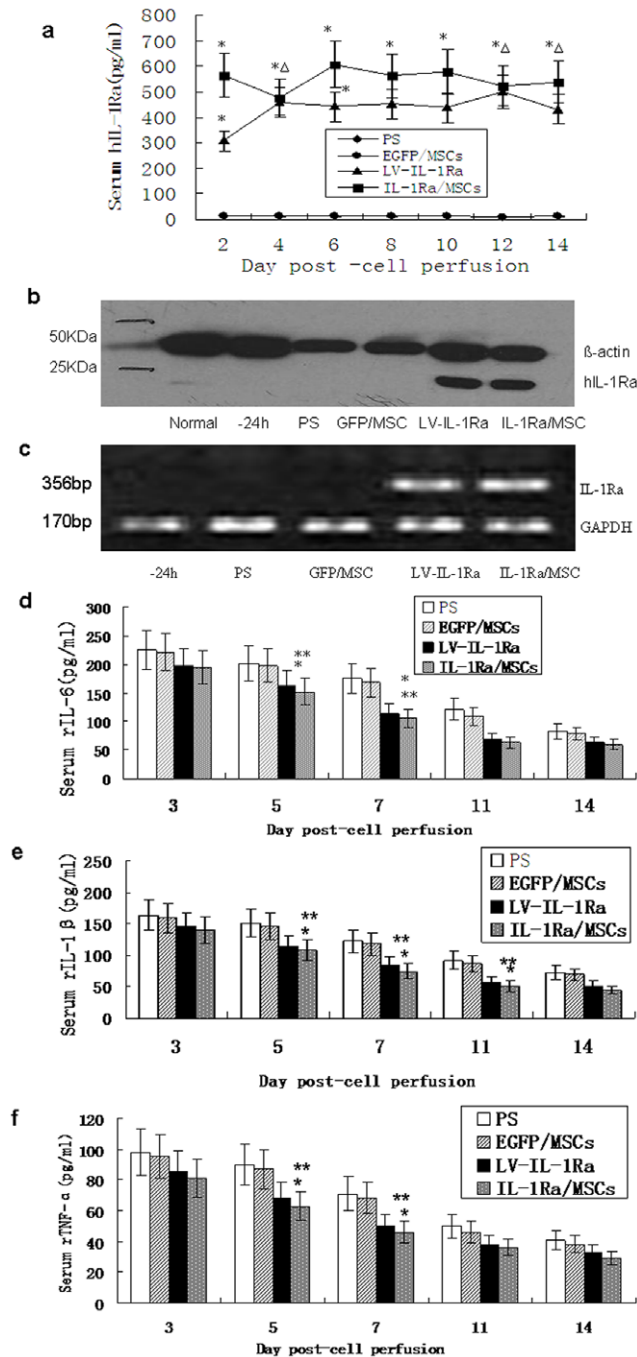 a
Serum hIL-1Ra(pg/ml)
800
700
600
500
400
300
200
100
0
* *△ * * * * *△ *△ *
PS
EGFP/MSCs
LV-IL-1Ra
IL-1Ra/MSCs
2 4 6 8 10 12 14
Day post -cell perfusion
b
50KDa
25KDa
ß-actin
hIL-1Ra
Normal -24h PS GFP/MSC LV-IL-1Ra IL-1Ra/MSC
c
356bp
170bp
IL-1Ra
GAPDH
-24h PS GFP/MSC LV-IL-1Ra IL-1Ra/MSC
d
Serum rIL-6(pg/ml)
300
250
200
150
100
50
0
PS
EGFP/MSCs
LV-IL-1Ra
IL-1Ra/MSCs
**
*
*
**
3 5 7 11 14
Day post-cell perfusion
e
Serum rIL-1β(pg/ml)
250
200
150
100
50
0
PS
EGFP/MSCs
LV-IL-1Ra
IL-1Ra/MSCs
**
*
**
*
**
*
3 5 7 11 14
Day post-cell perfusion
f
Serum rTNF-α(pg/ml)
120
100
80
60
40
20
0
PS
EGFP/MSCs
LV-IL-1Ra
IL-1Ra/MSCs
**
*
**
*
3 5 7 11 14
Day post-cell perfusion